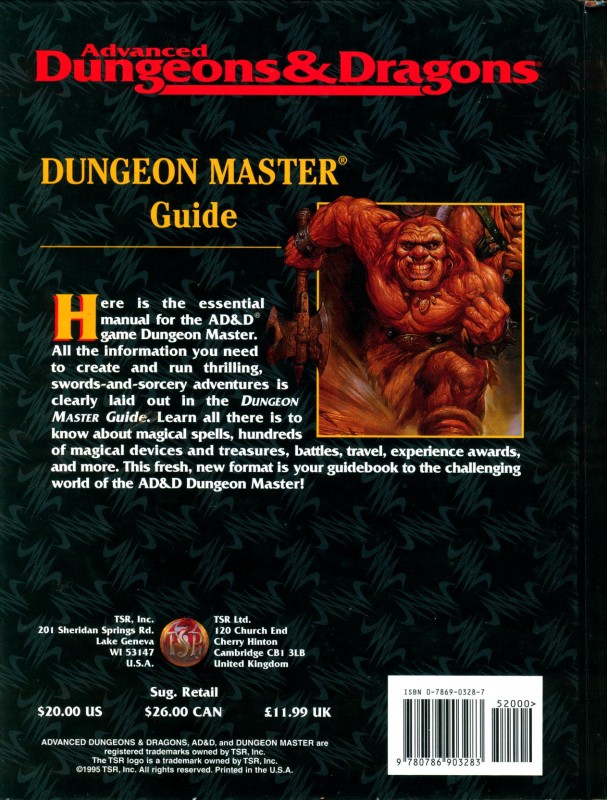 Advanced
Dungeons & Dragons®
DUNGEON MASTER®
Guide
Here is the essential
manual for the AD&D®
game Dungeon Master.
All the information you need
to create and run thrilling,
swords-and-sorcery adventures is
clearly laid out in the DUNGEON
MASTER Guide. Learn all there is to
know about magical spells, hundreds
of magical devices and treasures, battles, travel, experience awards,
and more. This fresh, new format is your guidebook to the challenging
world of the AD&D Dungeon Master!
TSR, Inc.
201 Sheridan Springs Rd.
Lake Geneva
WI 53147
U.S.A.
TSR
TSR Ltd.
120 Church End
Cherry Hinton
Cambridge CB1 3LB
United Kingdom
Sug. Retail
$20.00 US $26.00 CAN £11.99 UK
ADVANCED DUNGEONS & DRAGONS, AD&D, and DUNGEON MASTER are
registered trademarks owned by TSR, Inc.
The TSR logo is a trademark owned by TSR, Inc.
©1995 TSR, Inc. All rights reserved. Printed in the U.S.A.
ISBN 0-7869-0328-7
52000>
9 780786 903283